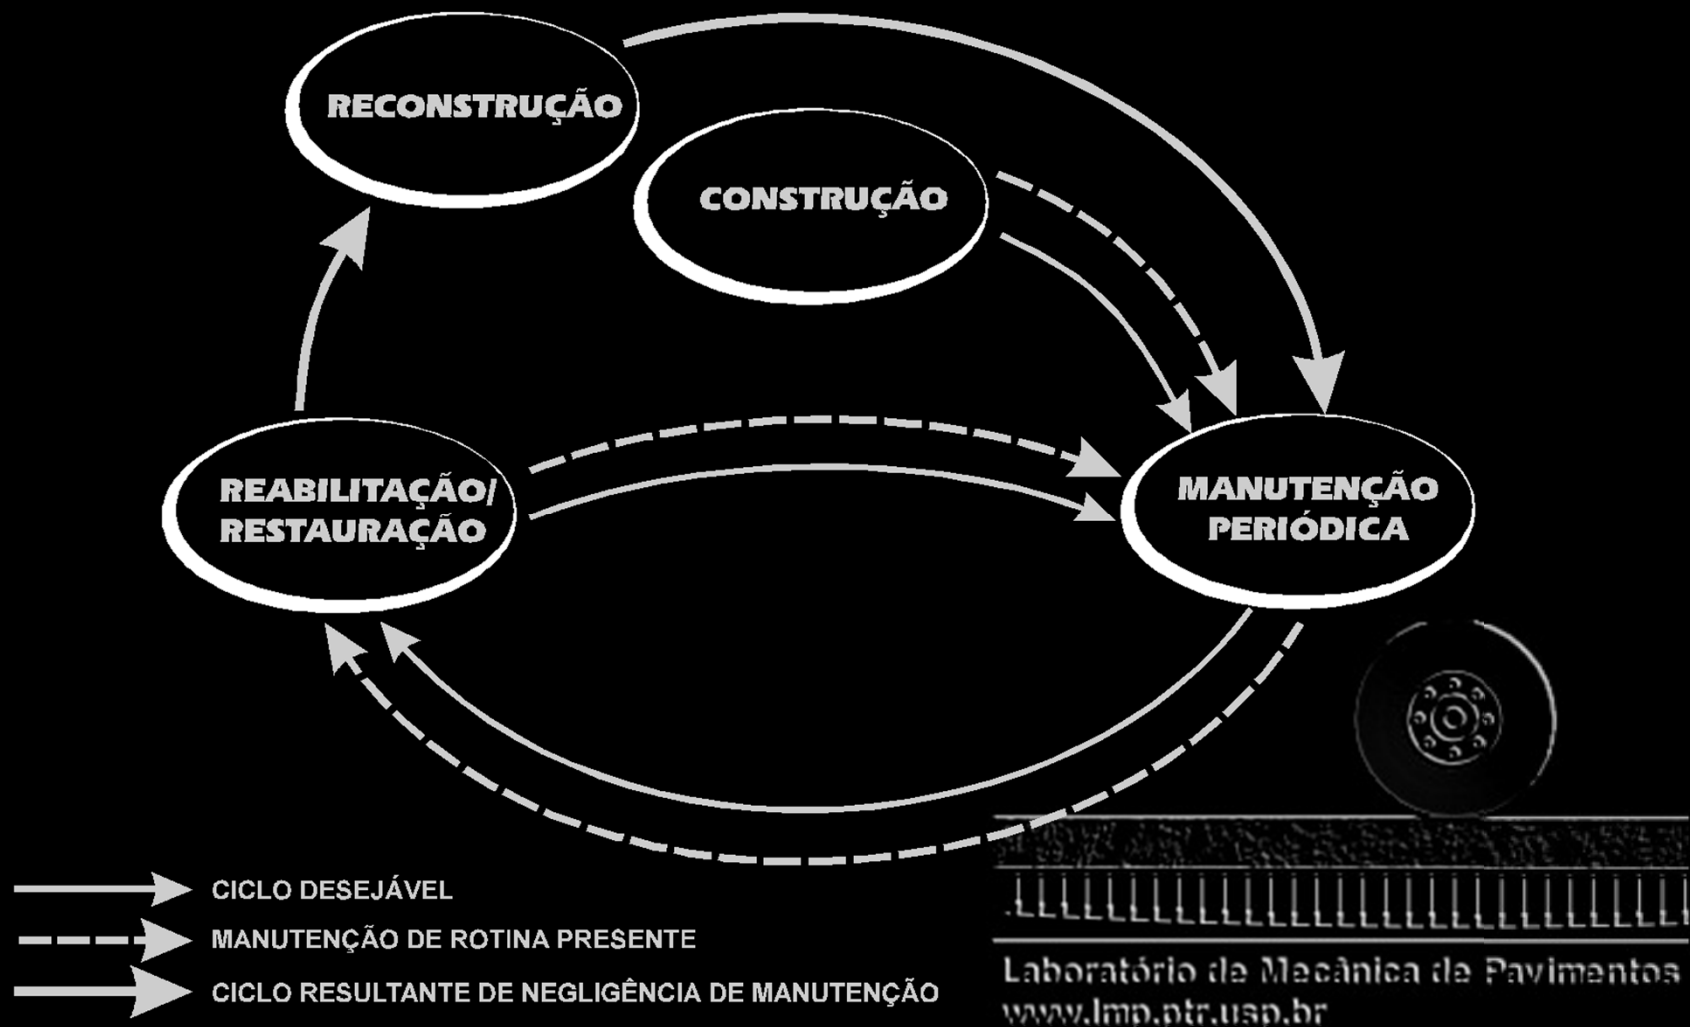 RECONSTRUÇÃO
CONSTRUÇÃO
REABILITAÇÃO/
RESTAURAÇÃO
MANUTENÇÃO
PERIÓDICA
CICLO DESEJÁVEL
MANUTENÇÃO DE ROTINA PRESENTE
CICLO RESULTANTE DE NEGLIGÊNCIA DE MANUTENÇÃO
Laboratório de Mecânica de Pavimentos
www.lmp.ptr.usp.br